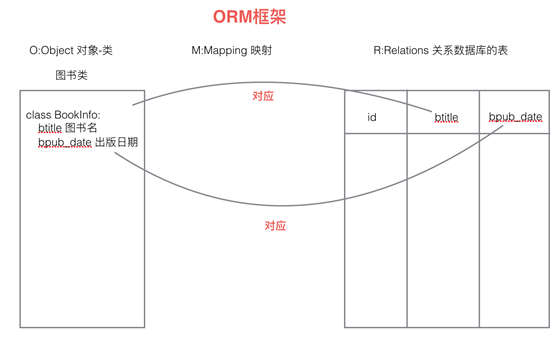 ORM框架
O:Object 对象-类
M:Mapping 映射
R:Relations 关系数据库的表
图书类
对应
class BookInfo:
btitle 图书名
bpub_date 出版日期
id
btitle
bpub_date
对应